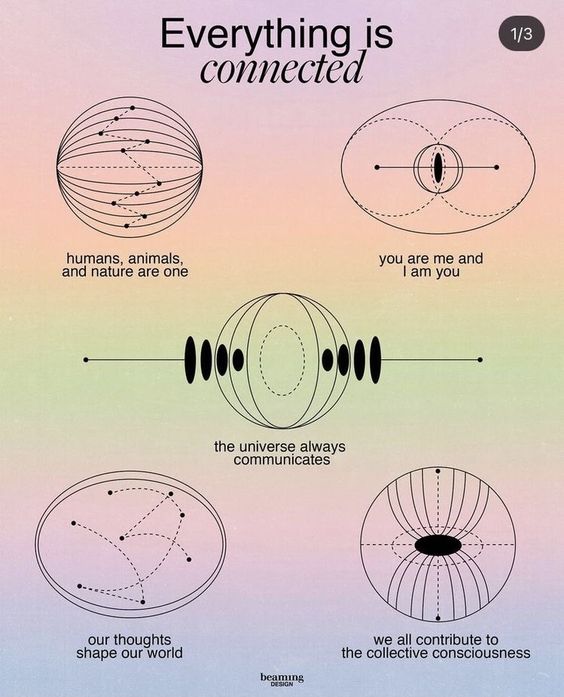 Everything is
connected
1/3
humans, animals,
and nature are one
you are me and
I am you
the universe always
communicates
our thoughts
shape our world
we all contribute to
the collective consciousness
beaming
DESIGN